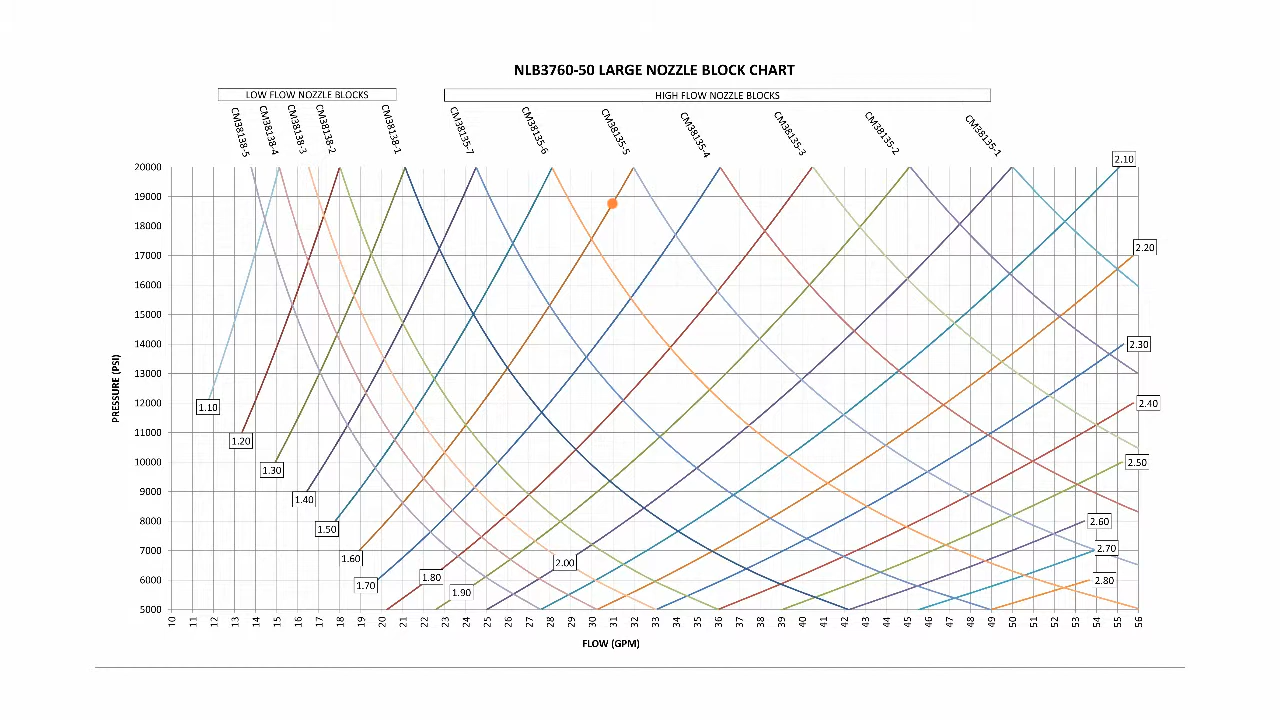 NLB3760-50 LARGE NOZZLE BLOCK CHART
LOW FLOW NOZZLE BLOCKS
HIGH FLOW NOZZLE BLOCKS
CM38138-5
CM38138-4
CM38138-3
CM38138-2
CM38138-1
CM38135-7
CM38135-6
CM38135-5
CM38135-4
CM38135-3
CM38135-2
CM38135-1
2.10
20000
19000
18000
2.20
17000
16000
15000
14000
2.30
13000
12000
2.40
1.10
11000
1.20
10000
2.50
1.30
9000
1.40
8000
2.60
1.50
7000
2.70
1.60
2.00
6000
2.80
1.80
1.70
1.90
5000
PRESSURE (PSI)
10 11 12 13 14 15 16 17 18 19 20 21 22 23 24 25 26 27 28 29 30 31 32 33 34 35 36 37 38 39 40 41 42 43 44 45 46 47 48 49 50 51 52 53 54 55 56
FLOW (GPM)